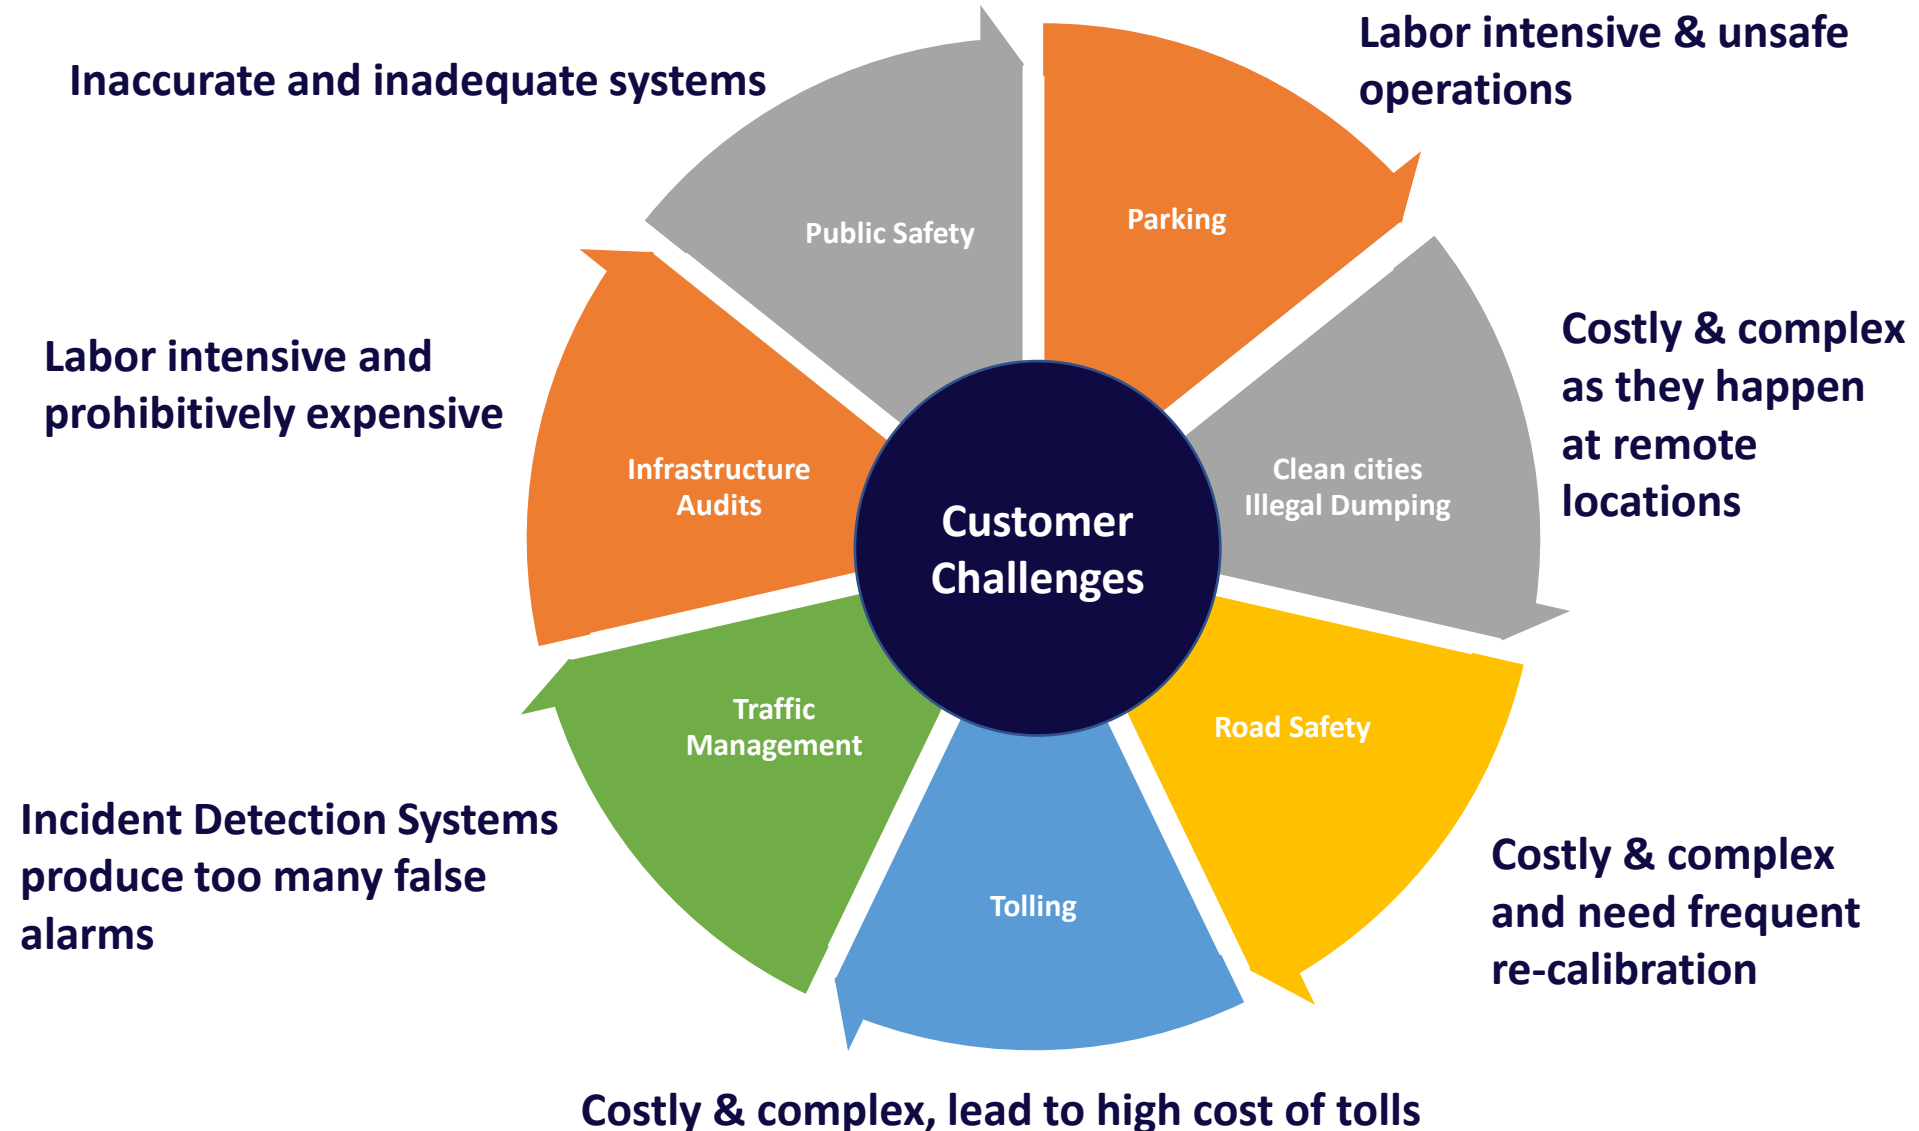 Inaccurate and inadequate systems
Labor intensive & unsafe
operations
Public Safety
Parking
Labor intensive and
prohibitively expensive
Costly & complex
as they happen
at remote
locations
Infrastructure
Audits
Clean cities
Illegal Dumping
Customer
Challenges
Traffic
Management
Road Safety
Incident Detection Systems
produce too many false
alarms
Tolling
Costly & complex
and need frequent
re-calibration
Costly & complex, lead to high cost of tolls